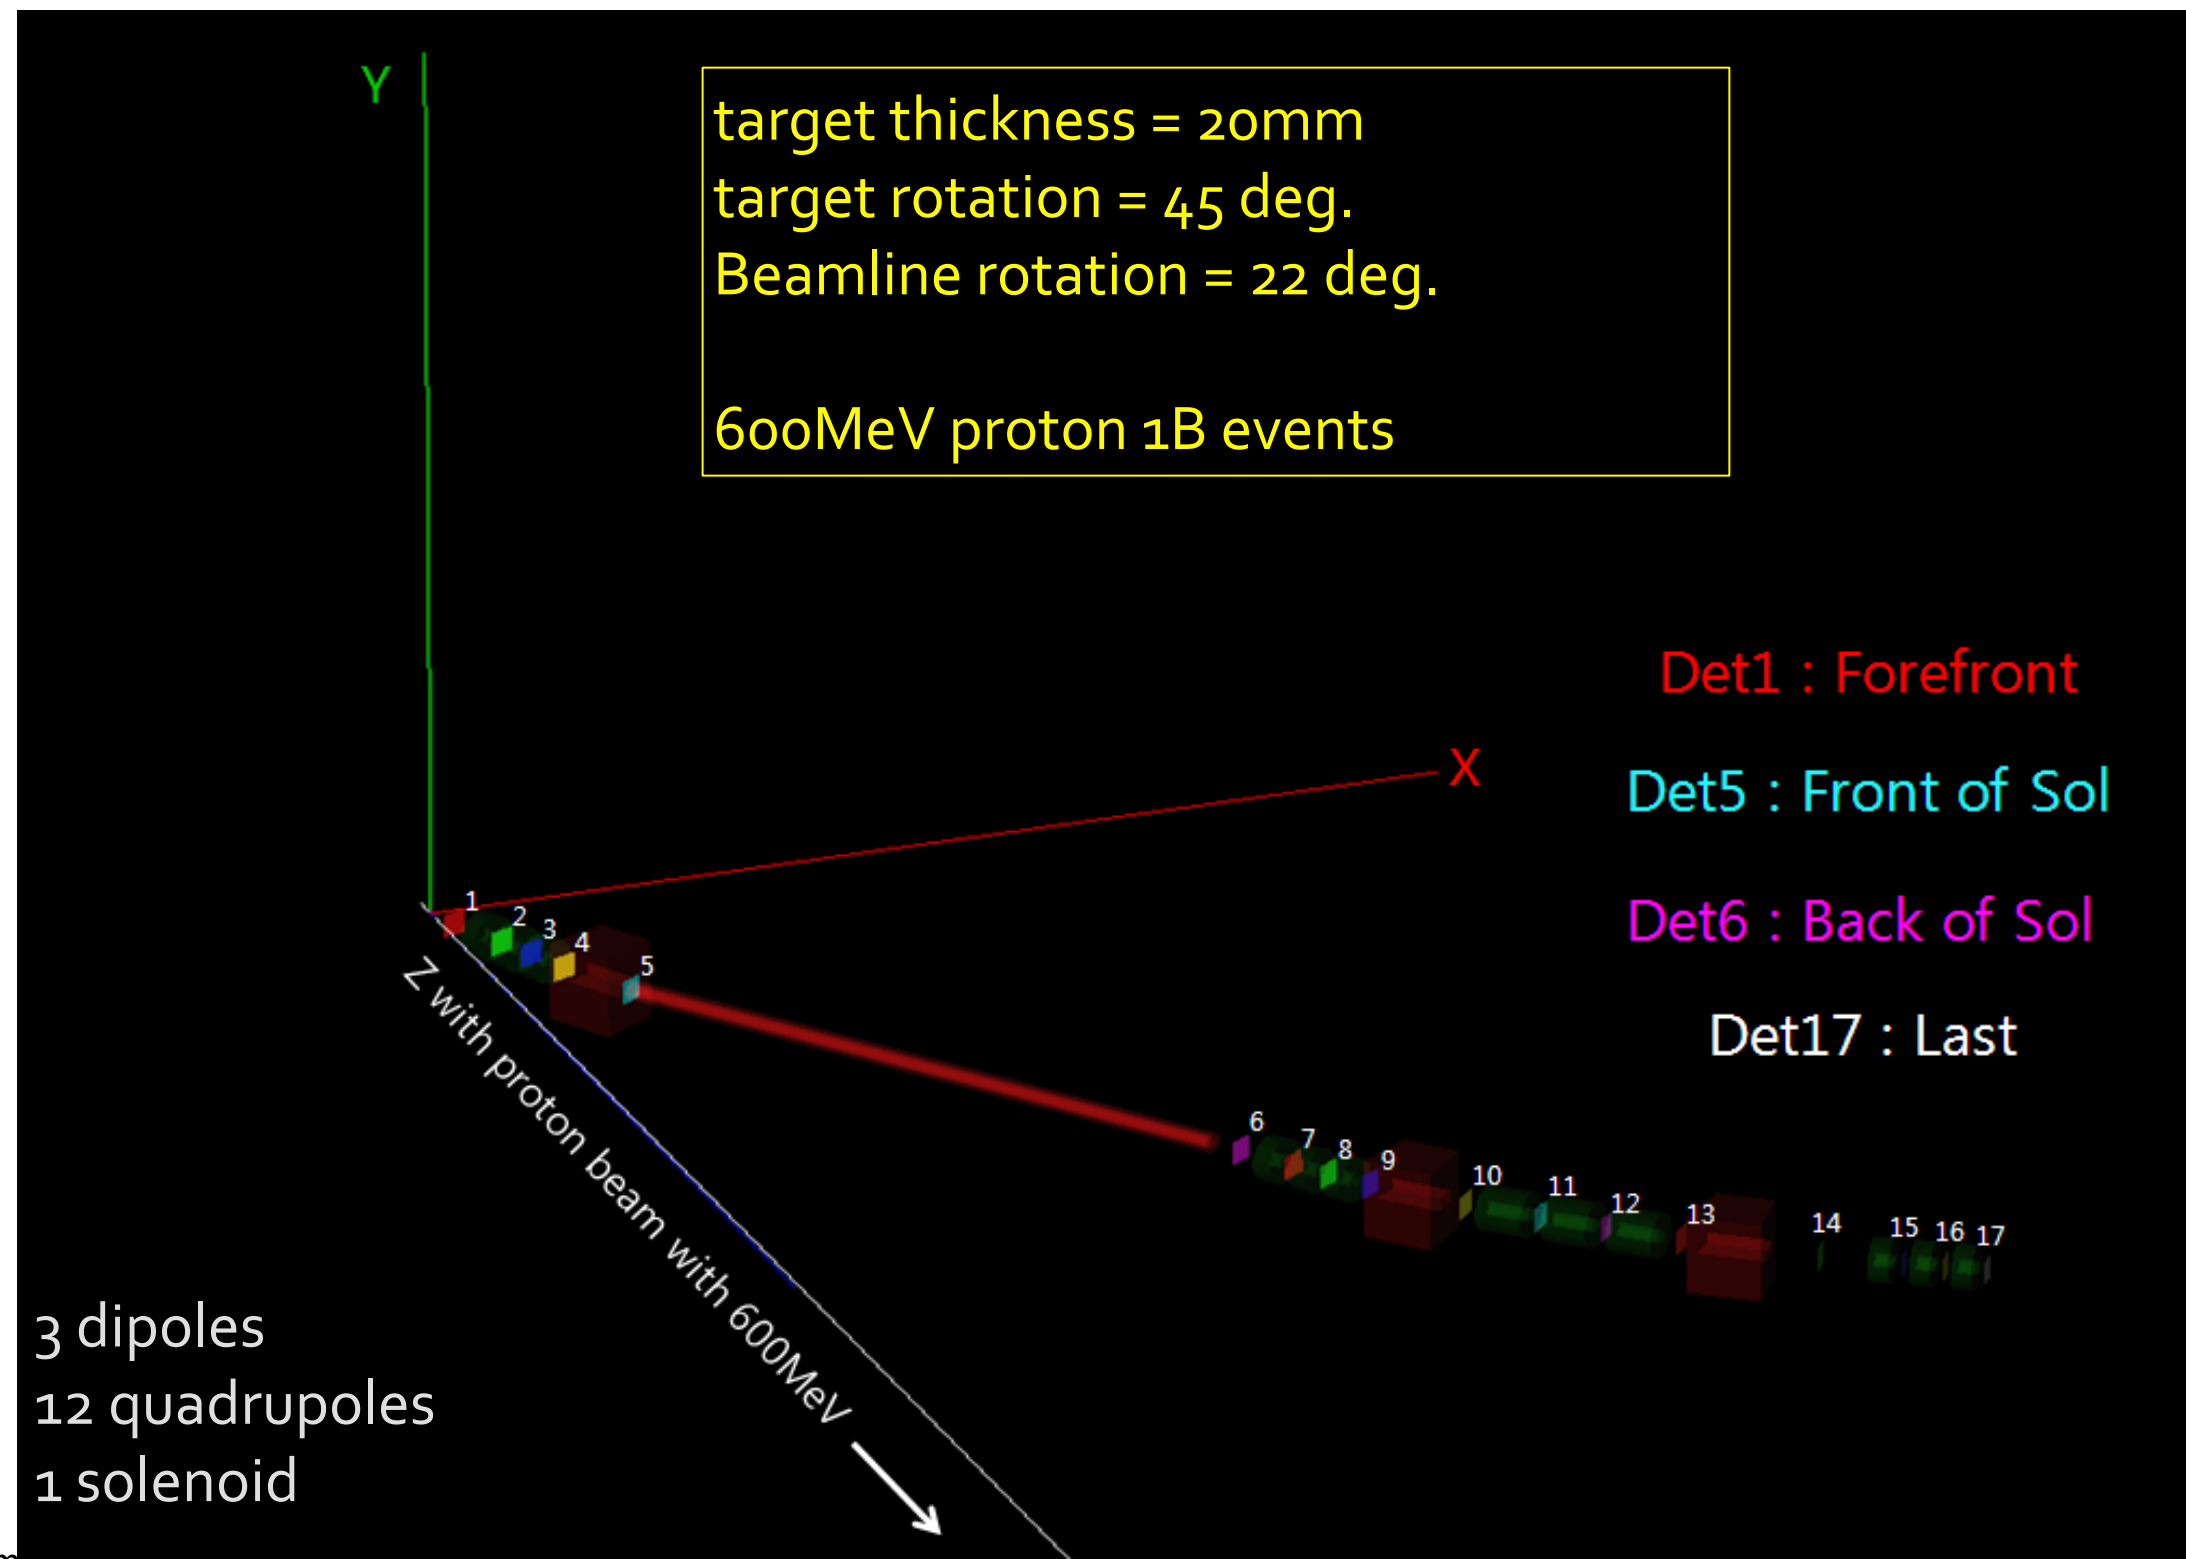 Y
target thickness = 20mm
target rotation = 45 deg.
Beamline rotation = 22 deg.
600MeV proton 1B events
Det1 : Forefront
X
Det5 : Front of Sol
Det6 : Back of Sol
Det17 : Last
1
2
3
4
5
Z with proton beam with 600MeV
6
7
8
9
10
11
12
13
14
15
16
17
3 dipoles
12 quadrupoles
1 solenoid